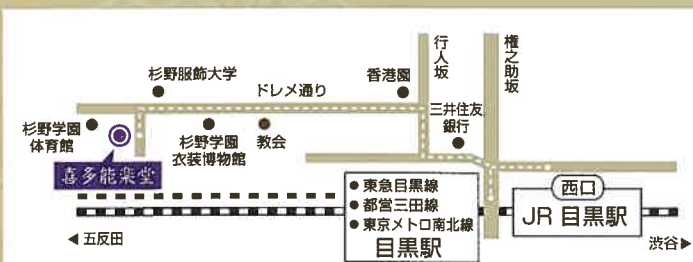 行人坂
権之助坂
杉野服飾大学
ドレメ通り
香港園
三井住友
銀行
杉野学園
体育館
杉野学園
衣装博物館
教会
喜多能楽堂
東急目黒線
都営三田線
東京メトロ南北線
目黒駅
西口
JR 目黒駅
◀ 五反田
渋谷 ▶